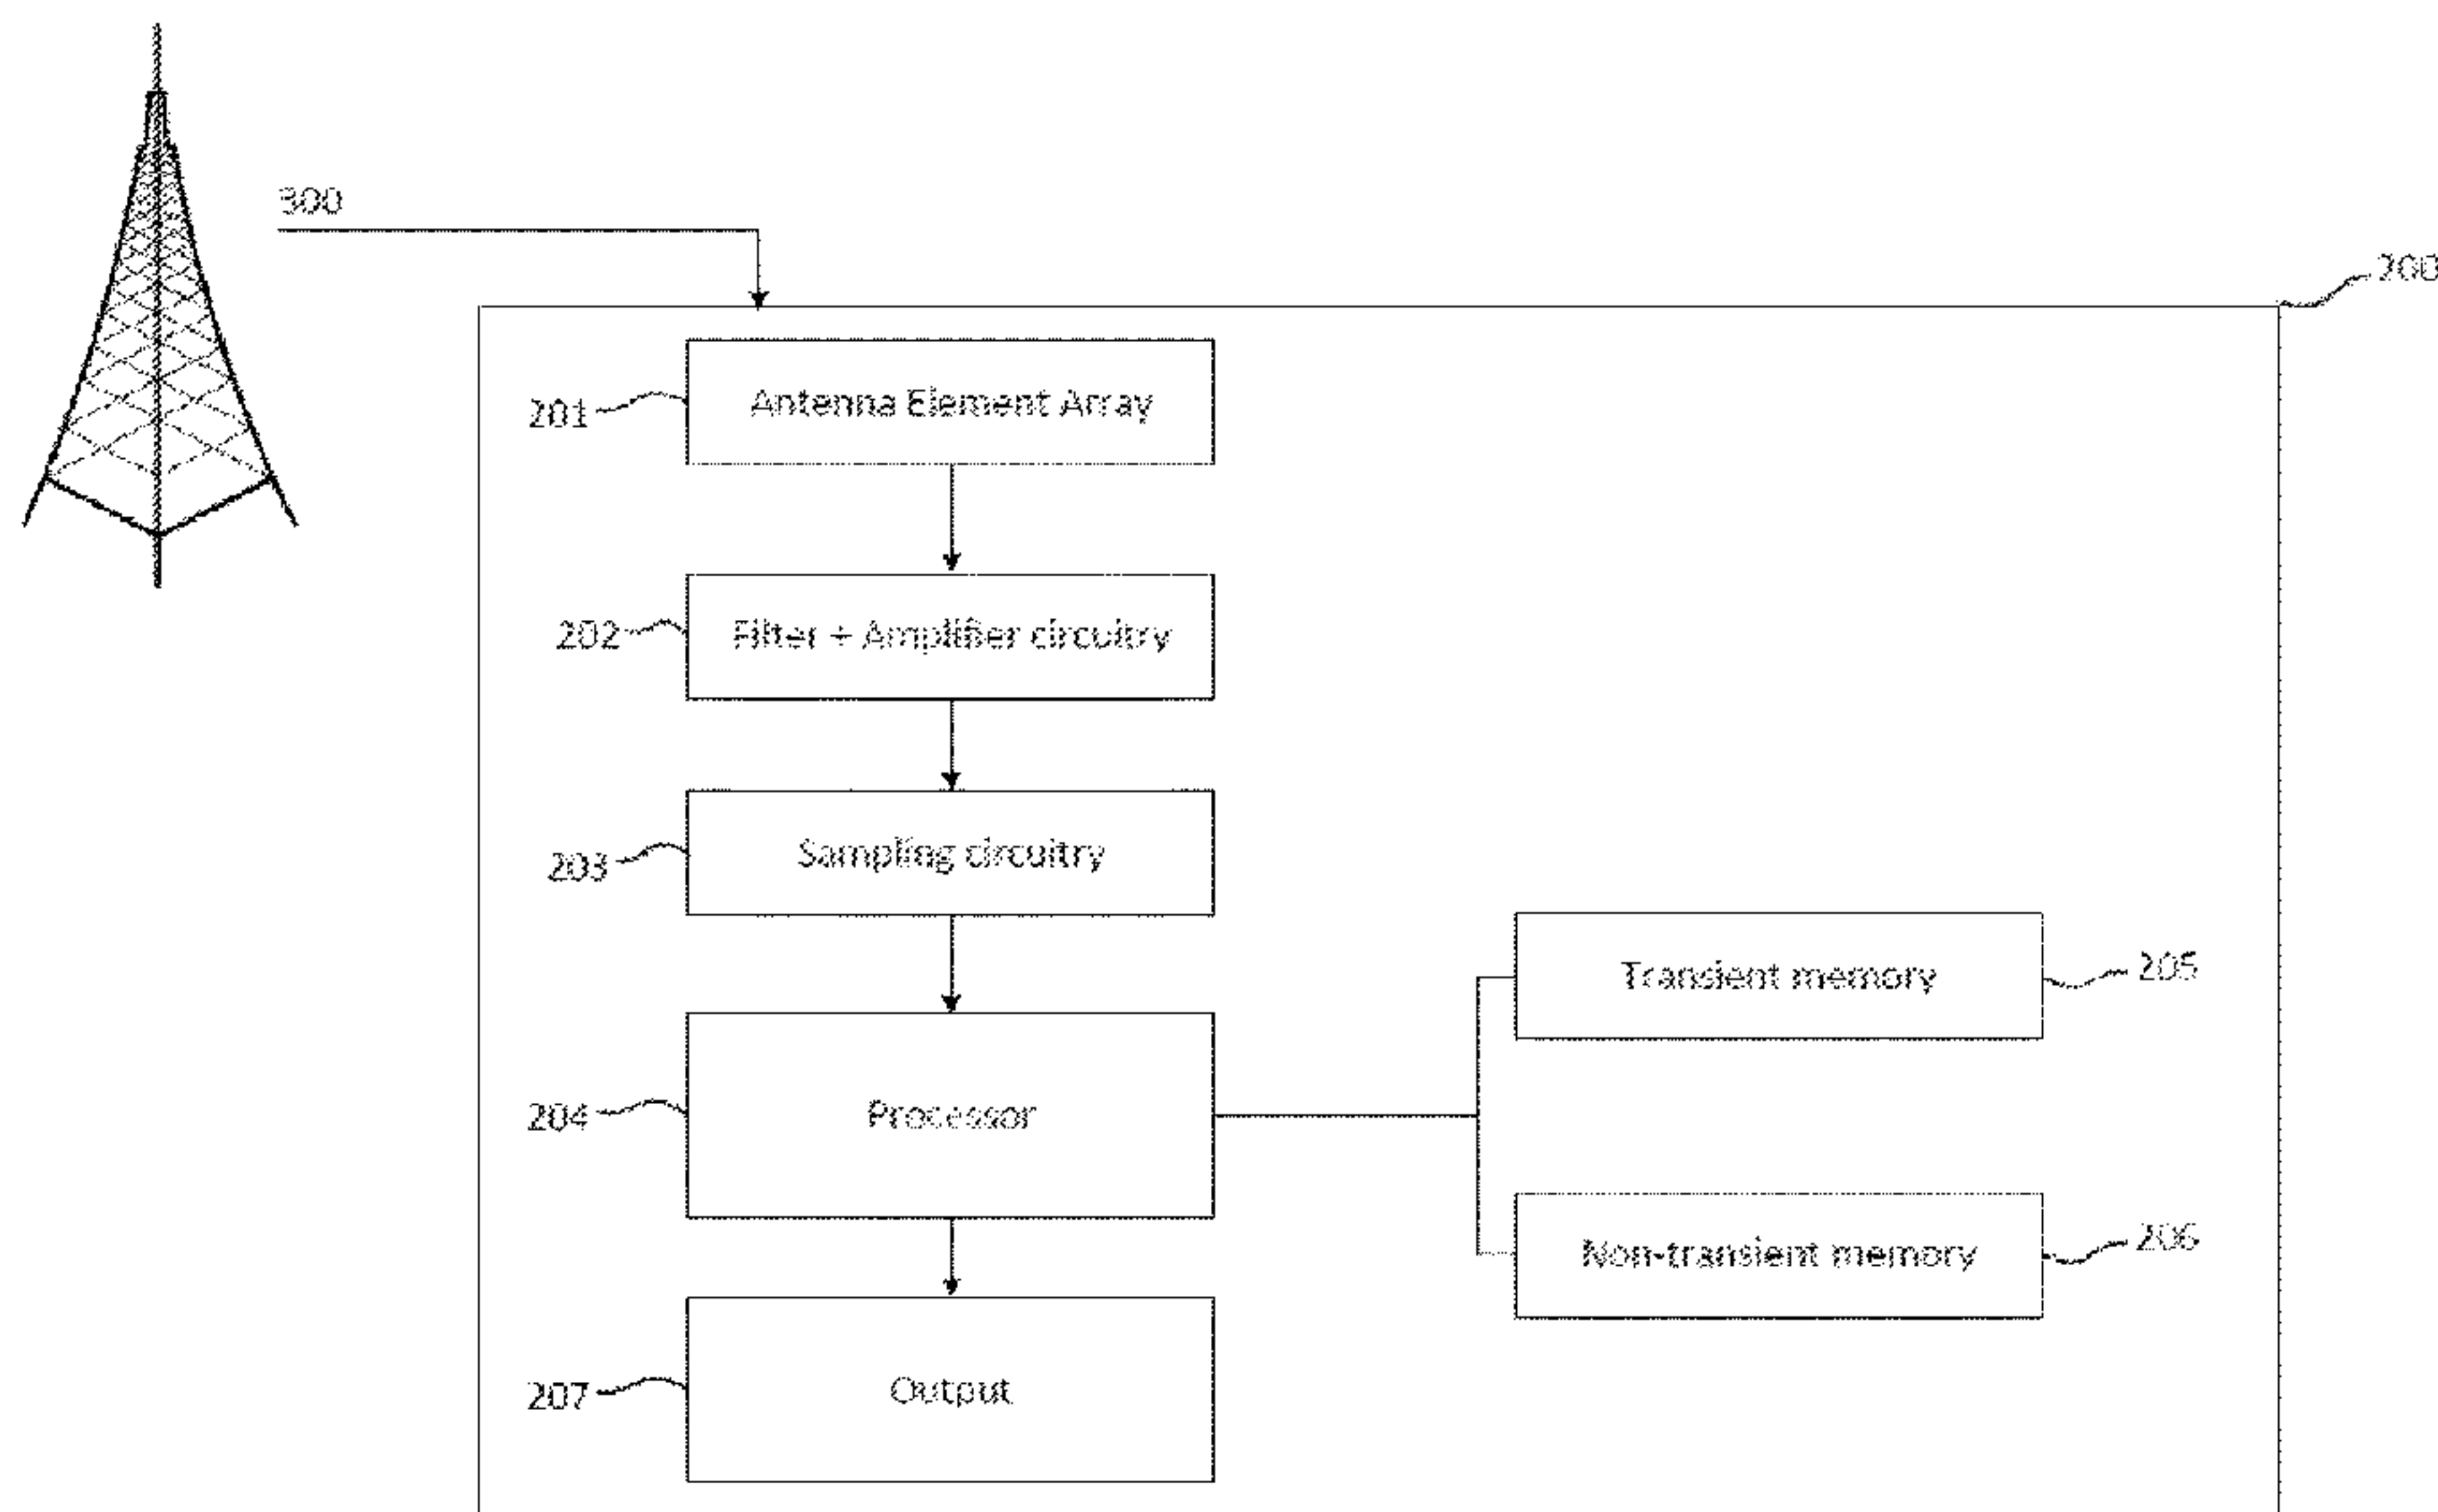 300
200
201
Antenna Element Array
202
Filter + Amplifier circuitry
203
Sampling circuitry
Transient memory
205
204
Processor
Non-transient memory
206
207
Output